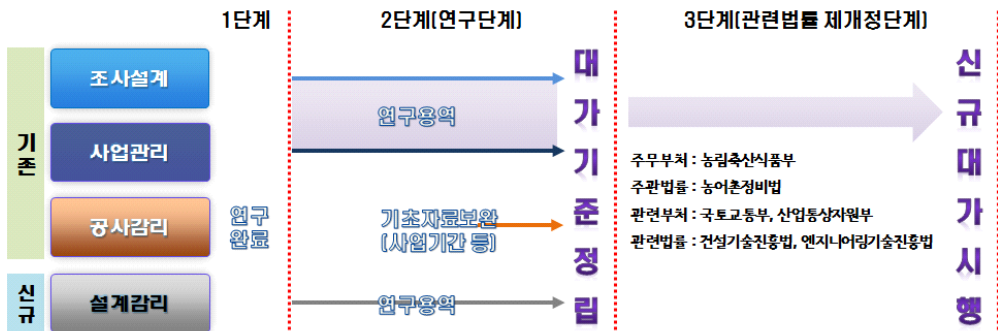 1단계
2단계(연구단계)
3단계(관련법률 제개정단계)
기존
조사설계
사업관리
공사감리
연구
완료
신규
설계감리
연구용역
기초자료보완
(사업기간 등)
연구용역
대가기준정립
주무부처 : 농림축산식품부
주관법률 : 농어촌정비법
관련부처 : 국토교통부, 산업통상자원부
관련법률 : 건설기술진흥법, 엔지니어링기술진흥법
신규대가시행